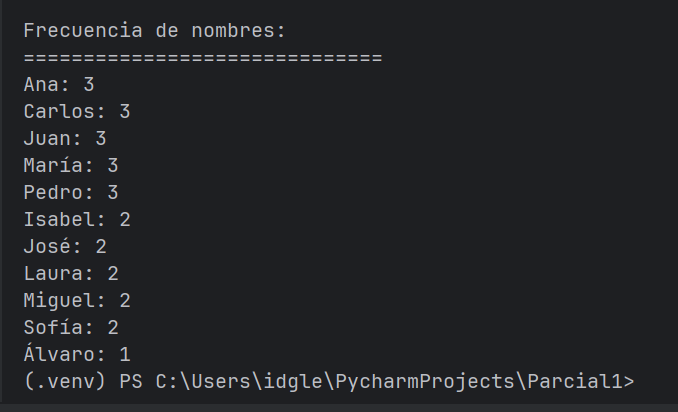 Frecuencia de nombres:
==============================
Ana: 3
Carlos: 3
Juan: 3
María: 3
Pedro: 3
Isabel: 2
José: 2
Laura: 2
Miguel: 2
Sofía: 2
Álvaro: 1
(.venv) PS C:\Users\idgle\PycharmProjects\Parcial1>